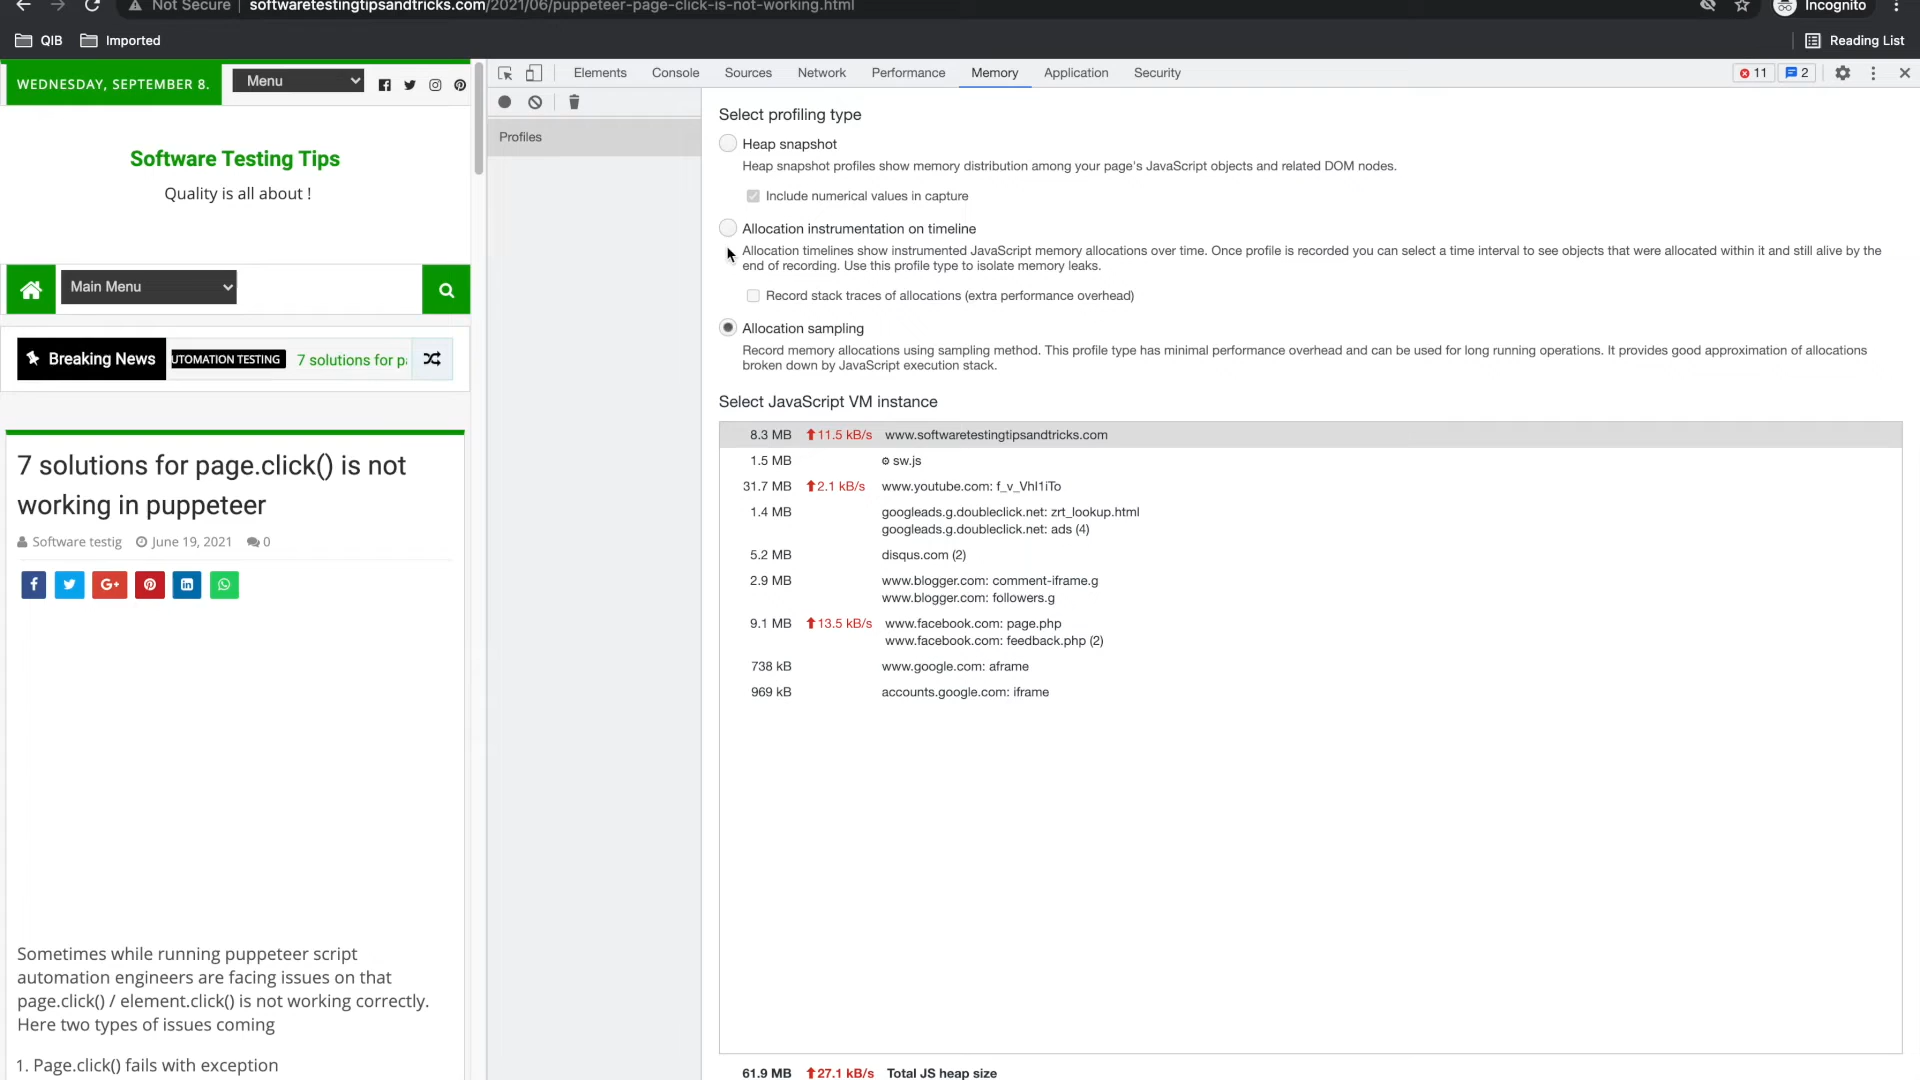 Not Secure | softwaretestingtipsandtricks.com/2021/06/puppeteer-page-click-is-not-working.html
Incognito
QIB
Imported
Reading List
WEDNESDAY, SEPTEMBER 8.
Menu
Software Testing Tips
Quality is all about !
Main Menu
Breaking News
UTOMATION TESTING
7 solutions for pa
7 solutions for page.click() is not
working in puppeteer
Software testig
June 19, 2021
0
G+
Sometimes while running puppeteer script
automation engineers are facing issues on that
page.click() / element.click() is not working correctly.
Here two types of issues coming
1. Page.click() fails with exception
Elements
Console
Sources
Network
Performance
Memory
Application
Security
11
2
Profiles
Select profiling type
Heap snapshot
Heap snapshot profiles show memory distribution among your page's JavaScript objects and related DOM nodes.
Include numerical values in capture
Allocation instrumentation on timeline
Allocation timelines show instrumented JavaScript memory allocations over time. Once profile is recorded you can select a time interval to see objects that were allocated within it and still alive by the
end of recording. Use this profile type to isolate memory leaks.
Record stack traces of allocations (extra performance overhead)
Allocation sampling
Record memory allocations using sampling method. This profile type has minimal performance overhead and can be used for long running operations. It provides good approximation of allocations
broken down by JavaScript execution stack.
Select JavaScript VM instance
8.3 MB 11.5 kB/s www.softwaretestingtipsandtricks.com
1.5 MB sw.js
31.7 MB 2.1 kB/s www.youtube.com: f_v_Vhl1iTo
1.4 MB googleads.g.doubleclick.net: zrt_lookup.html
googleads.g.doubleclick.net: ads (4)
5.2 MB disqus.com (2)
2.9 MB www.blogger.com: comment-iframe.g
www.blogger.com: followers.g
9.1 MB 13.5 kB/s www.facebook.com: page.php
www.facebook.com: feedback.php (2)
738 kB www.google.com: aframe
969 kB accounts.google.com: iframe
61.9 MB 27.1 kB/s Total JS heap size